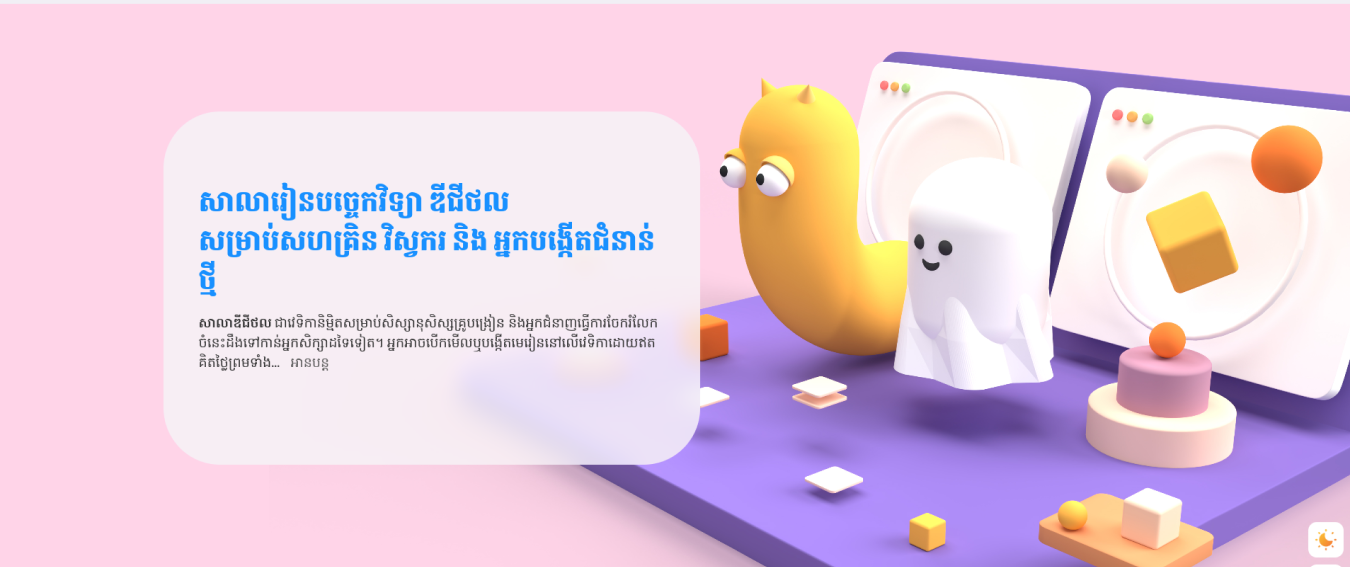 សាលារៀនបច្ចេកវិទ្យា ឌីជីថល
សម្រាប់សហគ្រិន វិស្វករ និង អ្នកបង្កើតជំនាន់
ថ្មី
សាលាឌីជីថល ជាវេទិកានិម្មិតសម្រាប់សិស្សានុសិស្សគ្រូបង្រៀន និងអ្នកជំនាញធ្វើការចែករំលែក
ចំនេះដឹងទៅកាន់អ្នកសិក្សាដទៃទៀត។ អ្នកអាចបើកមើលឬបង្កើតមេរៀននៅលើវេទិកាដោយឥត
គិតថ្លៃព្រមទាំង... អានបន្ត